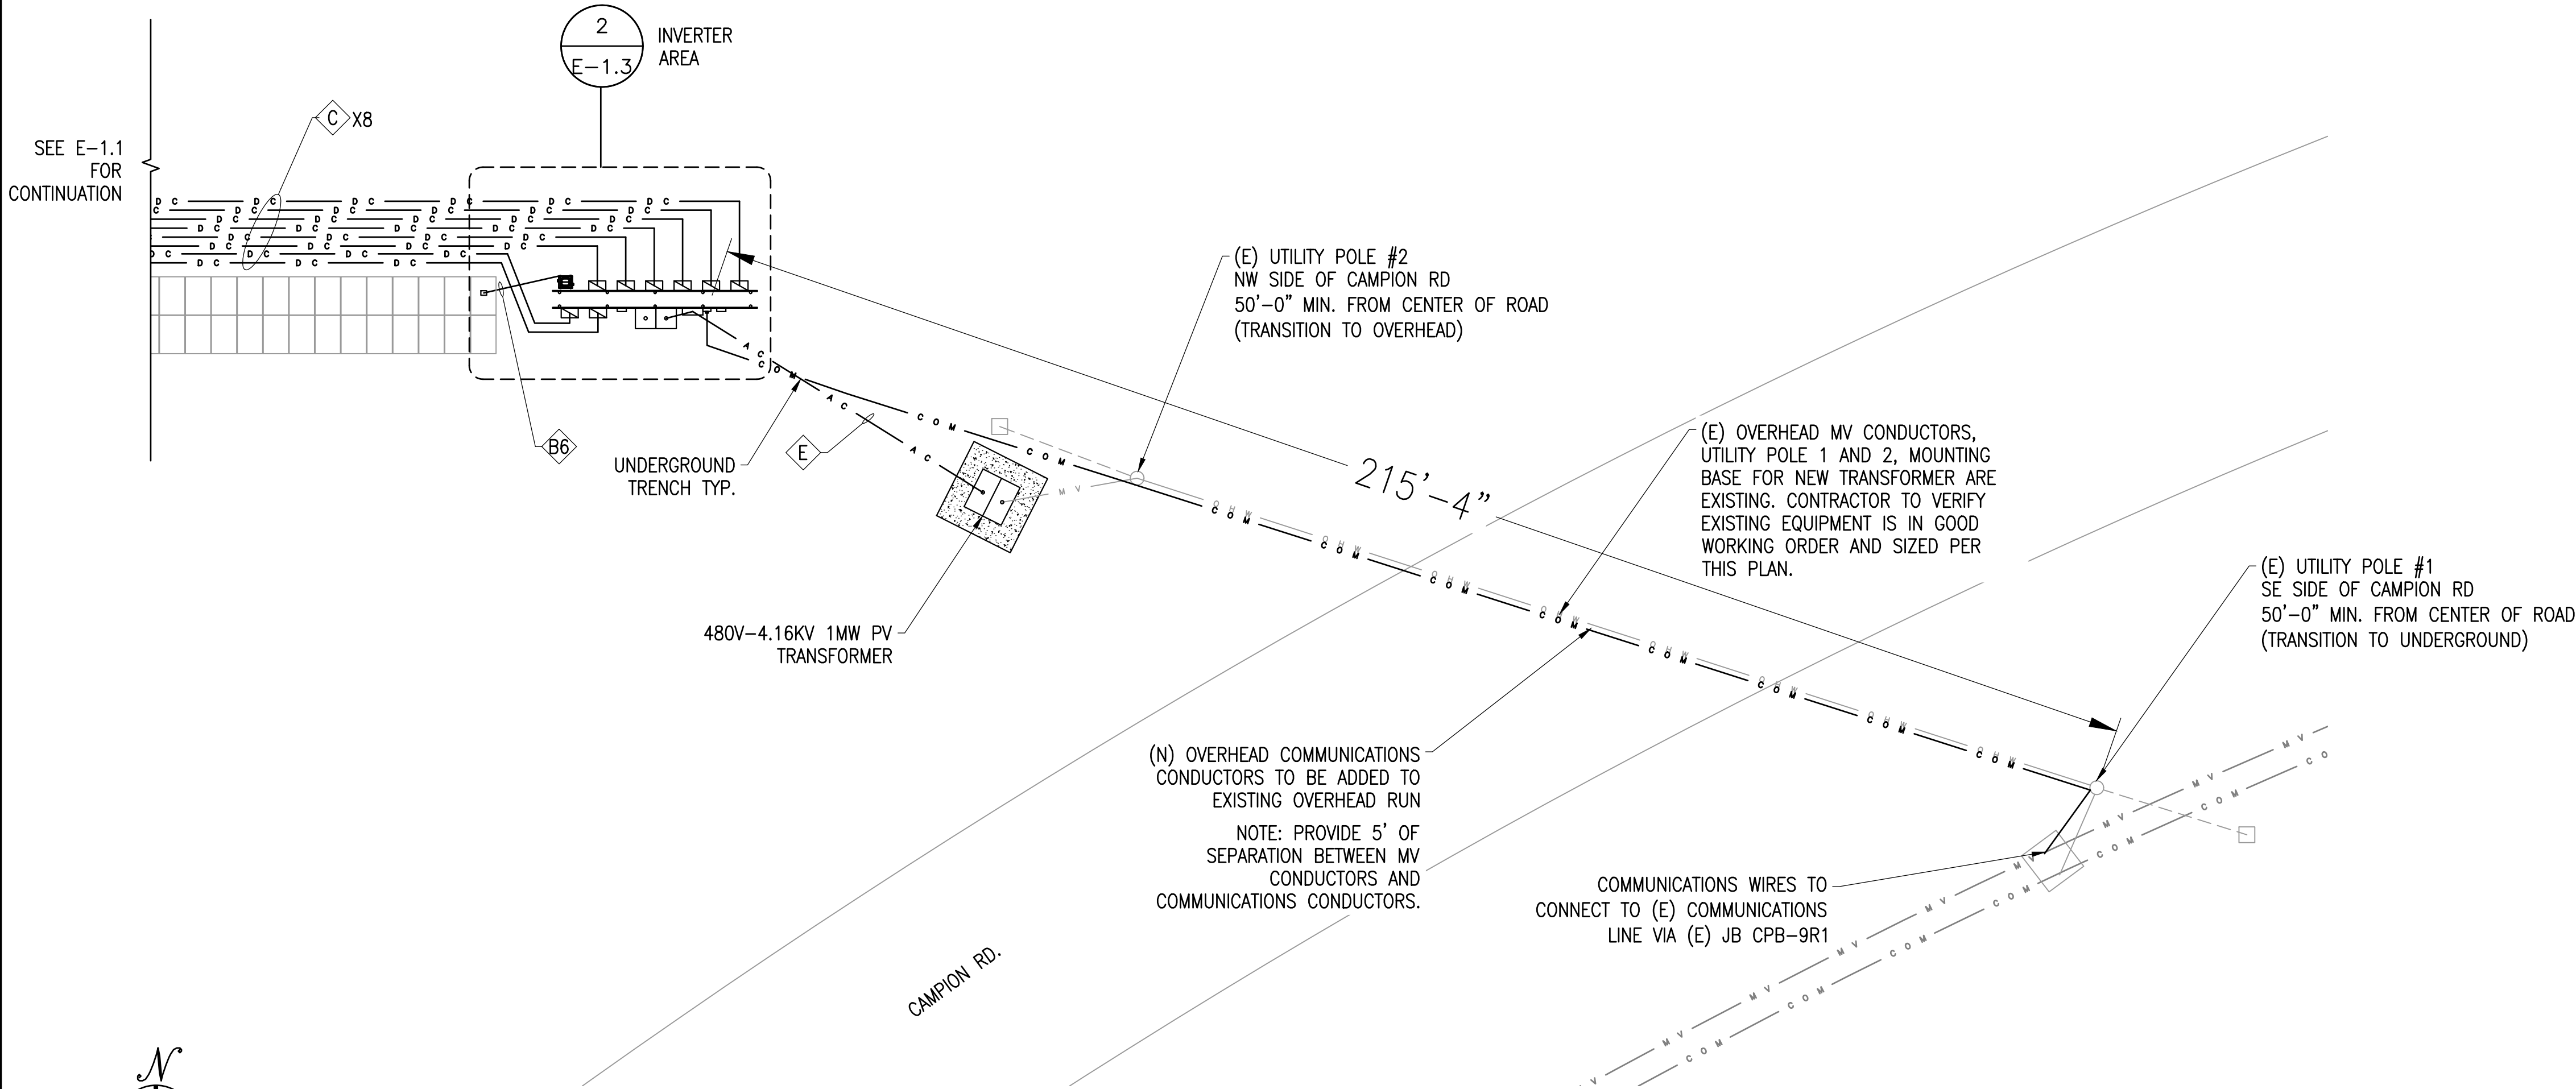 2
E-1.3
INVERTER
AREA
C X8
SEE E-1.1
FOR
CONTINUATION
D C D C D C D C D C D C
C D C D C D C D C D C
D C D C D C D C D C
D C D C D C D C D C
D C D C D C D C
D C D C D C D C
D C D C D C D C
D C D C D C
B6
A C
C O M
A C
E
A C
C O M
C O M
M V
UNDERGROUND
TRENCH TYP.
480V-4.16KV 1MW PV
TRANSFORMER
(E) UTILITY POLE #2
NW SIDE OF CAMPION RD
50'-0" MIN. FROM CENTER OF ROAD
(TRANSITION TO OVERHEAD)
215'-4"
(E) OVERHEAD MV CONDUCTORS,
UTILITY POLE 1 AND 2, MOUNTING
BASE FOR NEW TRANSFORMER ARE
EXISTING. CONTRACTOR TO VERIFY
EXISTING EQUIPMENT IS IN GOOD
WORKING ORDER AND SIZED PER
THIS PLAN.
(E) UTILITY POLE #1
SE SIDE OF CAMPION RD
50'-0" MIN. FROM CENTER OF ROAD
(TRANSITION TO UNDERGROUND)
O H W
C O M
O H W
C O M
O H W
C O M
O H W
C O M
O H W
C O M
O H W
C O M
O H W
C O M
O H W
C O M
(N) OVERHEAD COMMUNICATIONS
CONDUCTORS TO BE ADDED TO
EXISTING OVERHEAD RUN
NOTE: PROVIDE 5' OF
SEPARATION BETWEEN MV
CONDUCTORS AND
COMMUNICATIONS CONDUCTORS.
COMMUNICATIONS WIRES TO
CONNECT TO (E) COMMUNICATIONS
LINE VIA (E) JB CPB-9R1
M V
C O
M V
C O M
M V
C O M
M V
C O M
M V
C O M
M V
C O M
M V
C O M
M V
C O M
V
CAMPION RD.
N